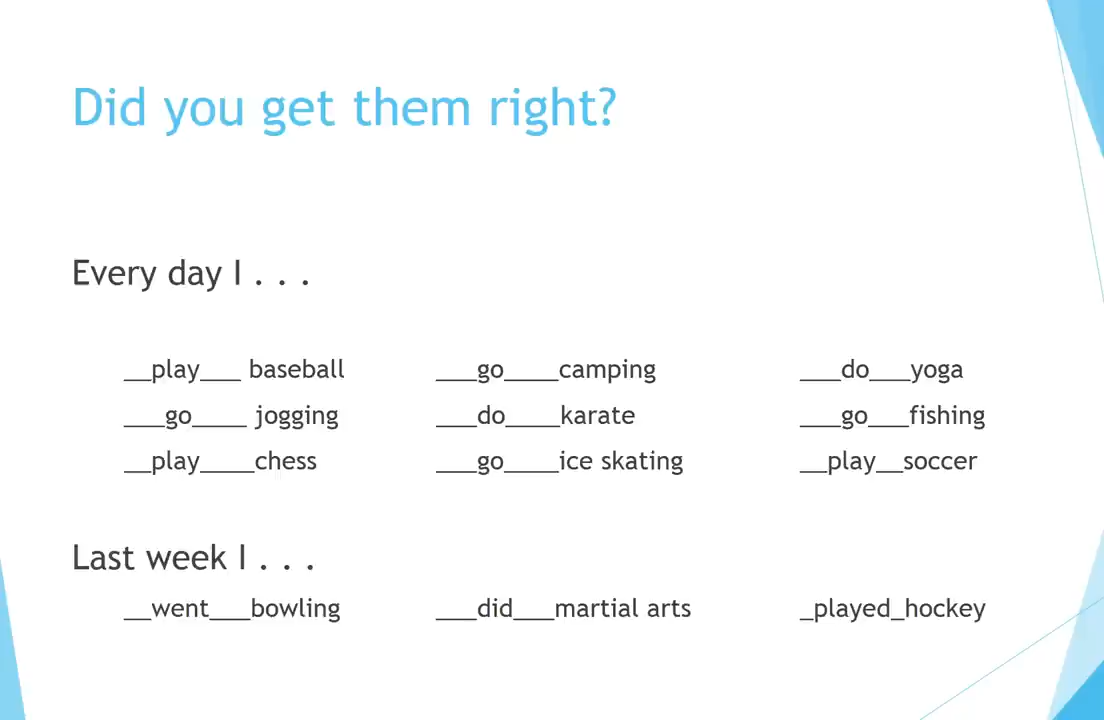 Did you get them right?
Every day I . . .
__play___ baseball ___go____camping ___do___yoga
___go____ jogging ___do____karate ___go___fishing
__play____chess ___go____ice skating __play__soccer
Last week I . . .
__went___bowling ___did___martial arts _played_hockey